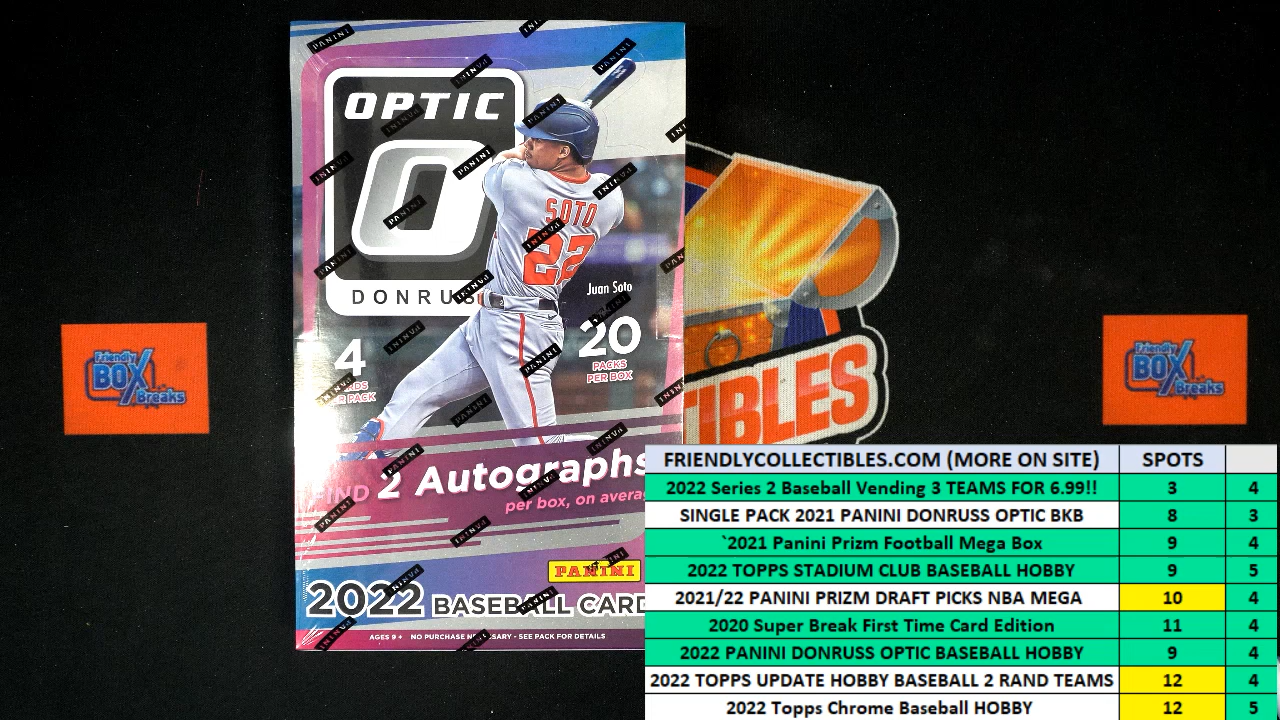 OPTIC
DONRUS
SOTO
22
Juan Soto
4
20
PACKS
PER BOX
PACK
FIND 2 Autographs
per box, on avera
PANINI
2022 BASEBALL CARD
AGES 9+ NO PURCHASE - SEE PACK FOR DETAILS
Friendly
BOX
Breaks
TIBLES
Friendly
BOX
Breaks
FRIENDLYCOLLECTIBLES.COM (MORE ON SITE) SPOTS
2022 Series 2 Baseball Vending 3 TEAMS FOR 6.99!! 3 4
SINGLE PACK 2021 PANINI DONRUSS OPTIC BKB 8 3
`2021 Panini Prizm Football Mega Box 9 4
2022 TOPPS STADIUM CLUB BASEBALL HOBBY 9 5
2021/22 PANINI PRIZM DRAFT PICKS NBA MEGA 10 4
2020 Super Break First Time Card Edition 11 4
2022 PANINI DONRUSS OPTIC BASEBALL HOBBY 9 4
2022 TOPPS UPDATE HOBBY BASEBALL 2 RAND TEAMS 12 4
2022 Topps Chrome Baseball HOBBY 12 5